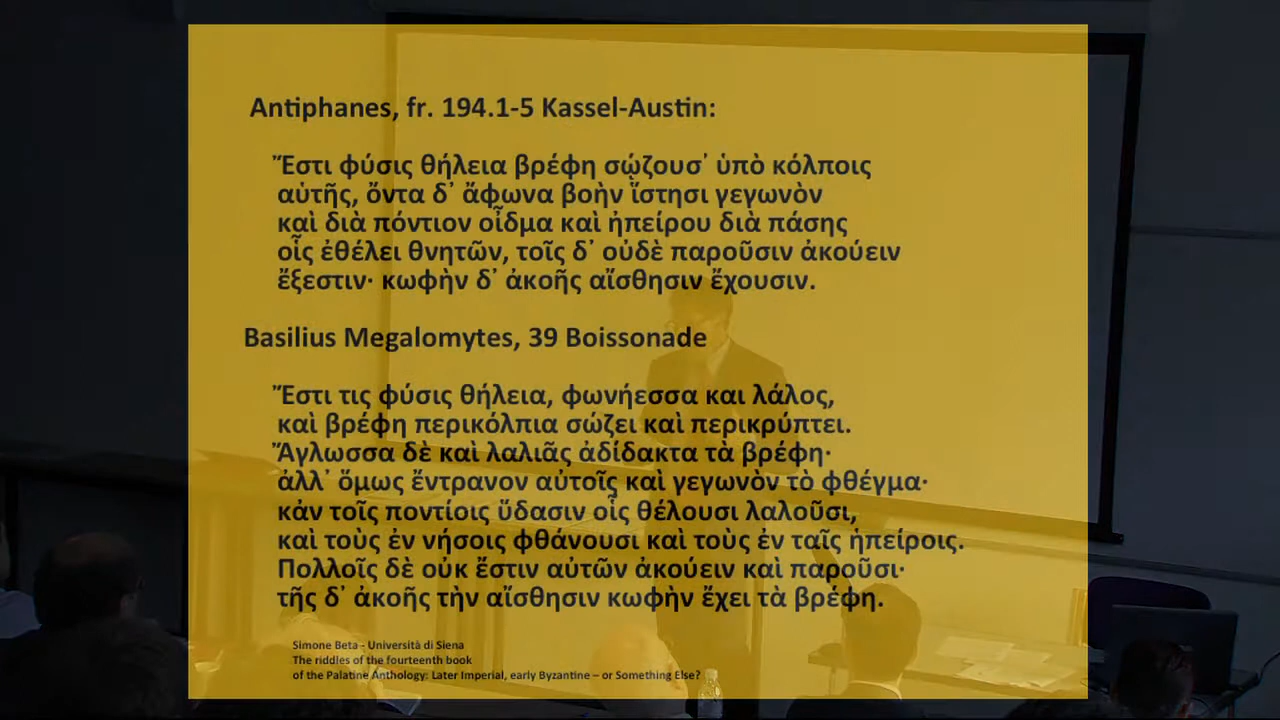 Antiphanes, fr. 194.1-5 Kassel-Austin:
Ἔστι φύσις θήλεια βρέφη σῴζουσ᾽ ὑπὸ κόλποις
αὑτῆς, ὄντα δ᾽ ἄφωνα βοὴν ἵστησι γεγωνὸν
καὶ διὰ πόντιον οἶδμα καὶ ἠπείρου διὰ πάσης
οἷς ἐθέλει θνητῶν, τοῖς δ᾽ οὐδὲ παροῦσιν ἀκούειν
ἔξεστιν· κωφὴν δ᾽ ἀκοῆς αἴσθησιν ἔχουσιν.
Basilius Megalomytes, 39 Boissonade
Ἔστι τις φύσις θήλεια, φωνήεσσα και λάλος,
καὶ βρέφη περικόλπια σώζει καὶ περικρύπτει.
Ἄγλωσσα δὲ καὶ λαλιᾶς ἀδίδακτα τὰ βρέφη·
ἀλλ᾽ ὅμως ἔντρανον αὐτοῖς καὶ γεγωνὸν τὸ φθέγμα·
κἀν τοῖς ποντίοις ὕδασιν οἷς θέλουσι λαλοῦσι,
καὶ τοὺς ἐν νήσοις φθάνουσι καὶ τοὺς ἐν ταῖς ἠπείροις.
Πολλοῖς δὲ οὐκ ἔστιν αὐτῶν ἀκούειν καὶ παροῦσι·
τῆς δ᾽ ἀκοῆς τὴν αἴσθησιν κωφὴν ἔχει τὰ βρέφη.
Simone Beta - Università di Siena
The riddles of the fourteenth book
of the Palatine Anthology: Later Imperial, early Byzantine – or Something Else?